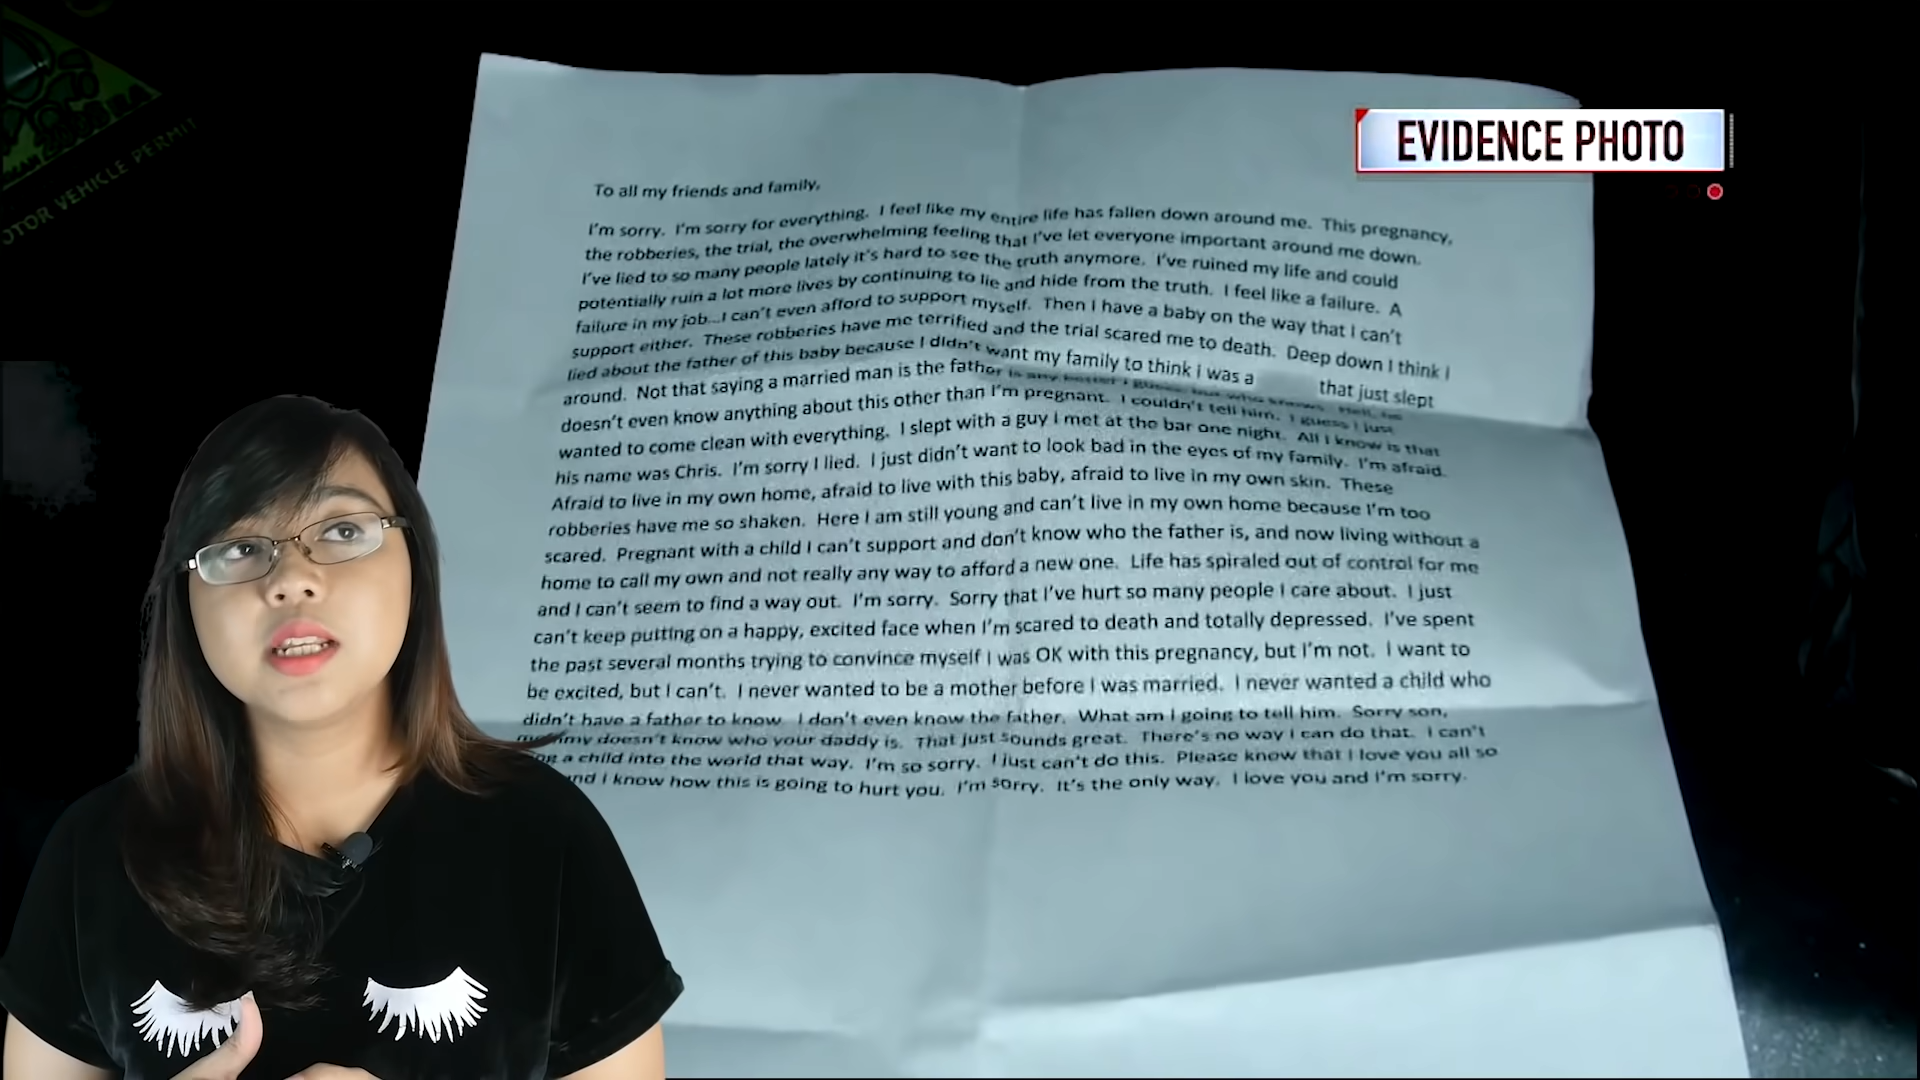 EVIDENCE PHOTO
OTOR VEHICLE PERMIT
To all my friends and family,
I'm sorry. I'm sorry for everything. I feel like my entire life has fallen down around me. This pregnancy,
the robberies, the trial, the overwhelming feeling that I've let everyone important around me down.
I've lied to so many people lately it's hard to see the truth anymore. I've ruined my life and could
potentially ruin a lot more lives by continuing to lie and hide from the truth. I feel like a failure. A
failure in my job...I can't even afford to support myself. Then I have a baby on the way that I can't
support either. These robberies have me terrified and the trial scared me to death. Deep down I think I
lied about the father of this baby because I didn't want my family to think I was a that just slept
around. Not that saying a married man is the father is any better I guess, but who knows. Hell, he
doesn't even know anything about this other than I'm pregnant. I couldn't tell him. I guess I just
wanted to come clean with everything. I slept with a guy I met at the bar one night. All I know is that
his name was Chris. I'm sorry I lied. I just didn't want to look bad in the eyes of my family. I'm afraid.
Afraid to live in my own home, afraid to live with this baby, afraid to live in my own skin. These
robberies have me so shaken. Here I am still young and can't live in my own home because I'm too
scared. Pregnant with a child I can't support and don't know who the father is, and now living without a
home to call my own and not really any way to afford a new one. Life has spiraled out of control for me
and I can't seem to find a way out. I'm sorry. Sorry that I've hurt so many people I care about. I just
can't keep putting on a happy, excited face when I'm scared to death and totally depressed. I've spent
the past several months trying to convince myself I was OK with this pregnancy, but I'm not. I want to
be excited, but I can't. I never wanted to be a mother before I was married. I never wanted a child who
didn't have a father to know. I don't even know the father. What am I going to tell him. Sorry son,
mommy doesn't know who your daddy is. That just sounds great. There's no way I can do that. I can't
a child into the world that way. I'm so sorry. I just can't do this. Please know that I love you all so
and I know how this is going to hurt you. I'm sorry. It's the only way. I love you and I'm sorry.